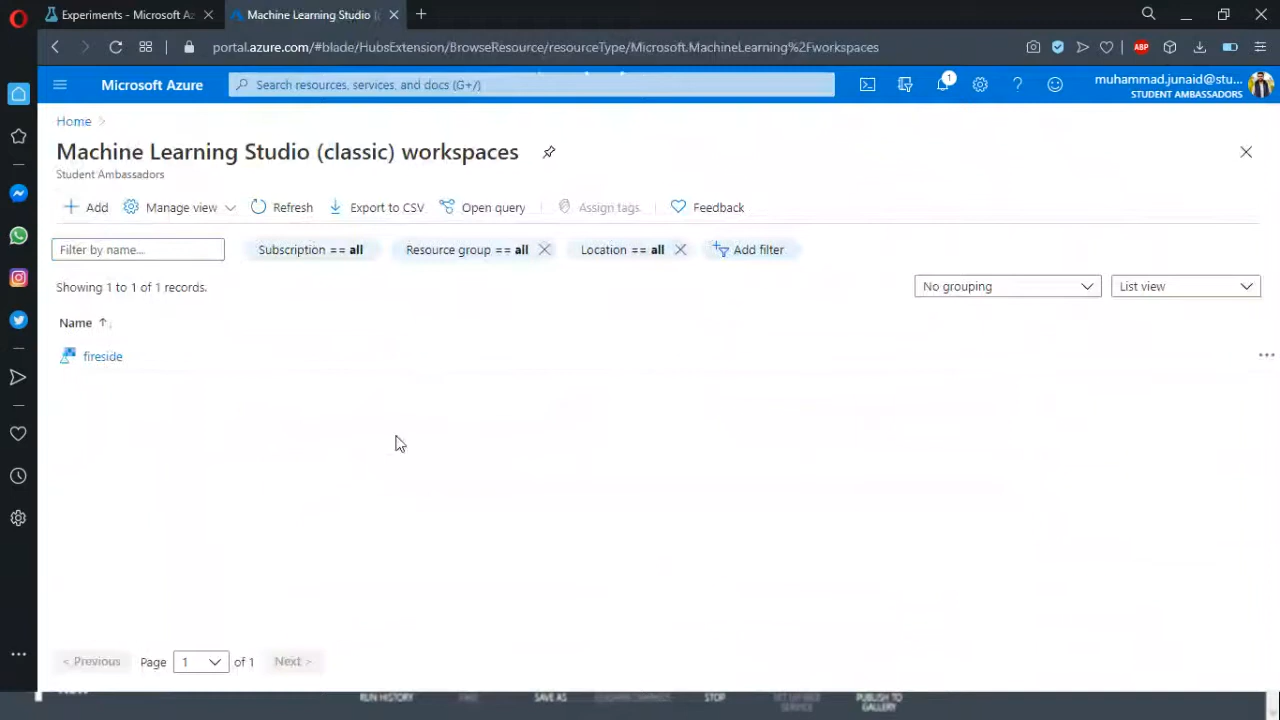 Experiments - Microsoft Az
Machine Learning Studio (classic)
portal.azure.com/#blade/HubsExtension/BrowseResource/resourceType/Microsoft.MachineLearning%2Fworkspaces
ABP
Microsoft Azure
Search resources, services, and docs (G+/)
1
muhammad.junaid@stu...
STUDENT AMBASSADORS
Home >
Machine Learning Studio (classic) workspaces
Student Ambassadors
Add
Manage view
Refresh
Export to CSV
Open query
Assign tags
Feedback
Filter by name...
Subscription == all
Resource group == all
Location == all
Add filter
Showing 1 to 1 of 1 records.
No grouping
List view
Name ↑
fireside
...
< Previous
Page
1
of 1
Next >
RUN HISTORY
SAVE AS
STOP
PUBLISH TO
GALLERY